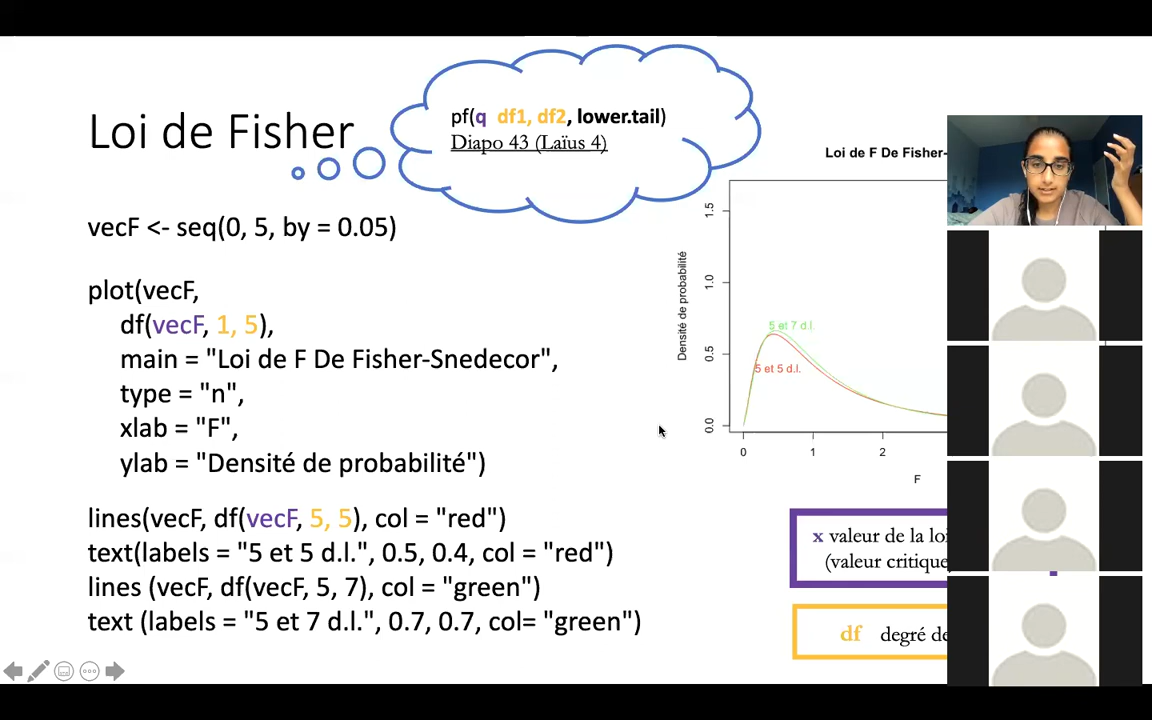 Loi de Fisher
pf(q df1, df2, lower.tail)
Diapo 43 (Laïus 4)
vecF <- seq(0, 5, by = 0.05)
plot(vecF,
df(vecF, 1, 5),
main = "Loi de F De Fisher-Snedecor",
type = "n",
xlab = "F",
ylab = "Densité de probabilité")
lines(vecF, df(vecF, 5, 5), col = "red")
text(labels = "5 et 5 d.l.", 0.5, 0.4, col = "red")
lines (vecF, df(vecF, 5, 7), col = "green")
text (labels = "5 et 7 d.l.", 0.7, 0.7, col= "green")
Loi de F De Fisher-
Densité de probabilité
1.5
1.0
0.5
0.0
5 et 7 d.l.
5 et 5 d.l.
0 1 2
F
x valeur de la loi
(valeur critique
df degré de